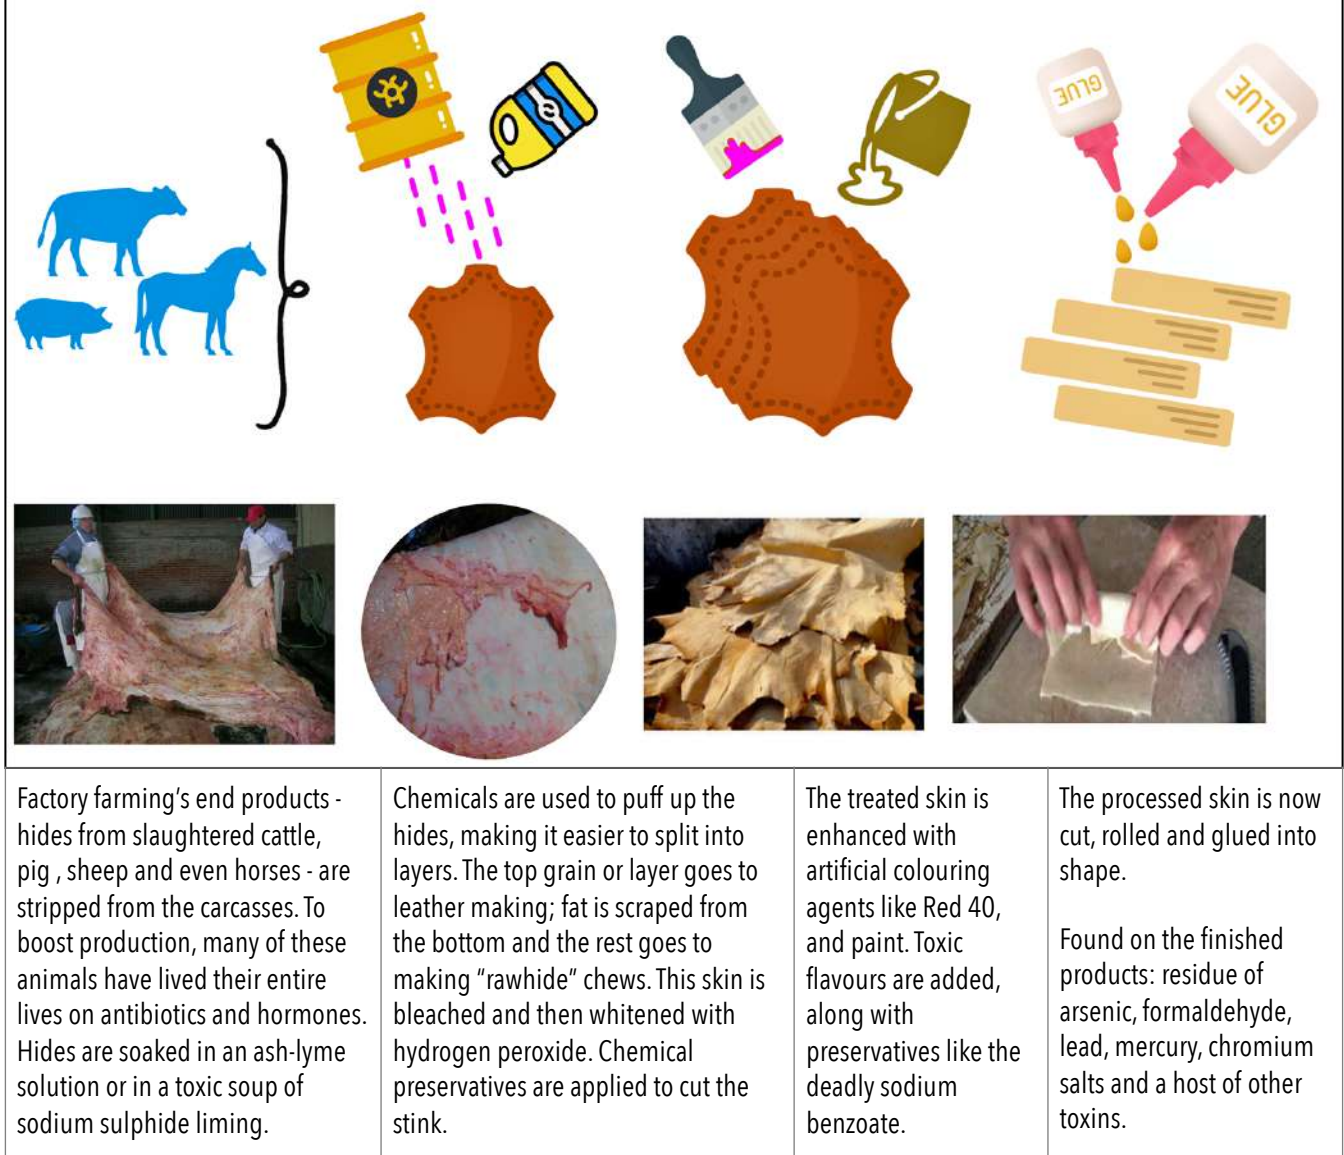 GLUE
GLUE
Factory farming's end products -
hides from slaughtered cattle,
pig , sheep and even horses - are
stripped from the carcasses. To
boost production, many of these
animals have lived their entire
lives on antibiotics and hormones.
Hides are soaked in an ash-lyme
solution or in a toxic soup of
sodium sulphide liming.
Chemicals are used to puff up the
hides, making it easier to split into
layers. The top grain or layer goes to
leather making; fat is scraped from
the bottom and the rest goes to
making “rawhide” chews. This skin is
bleached and then whitened with
hydrogen peroxide. Chemical
preservatives are applied to cut the
stink.
The treated skin is
enhanced with
artificial colouring
agents like Red 40,
and paint. Toxic
flavours are added,
along with
preservatives like the
deadly sodium
benzoate.
The processed skin is now
cut, rolled and glued into
shape.
Found on the finished
products: residue of
arsenic, formaldehyde,
lead, mercury, chromium
salts and a host of other
toxins.